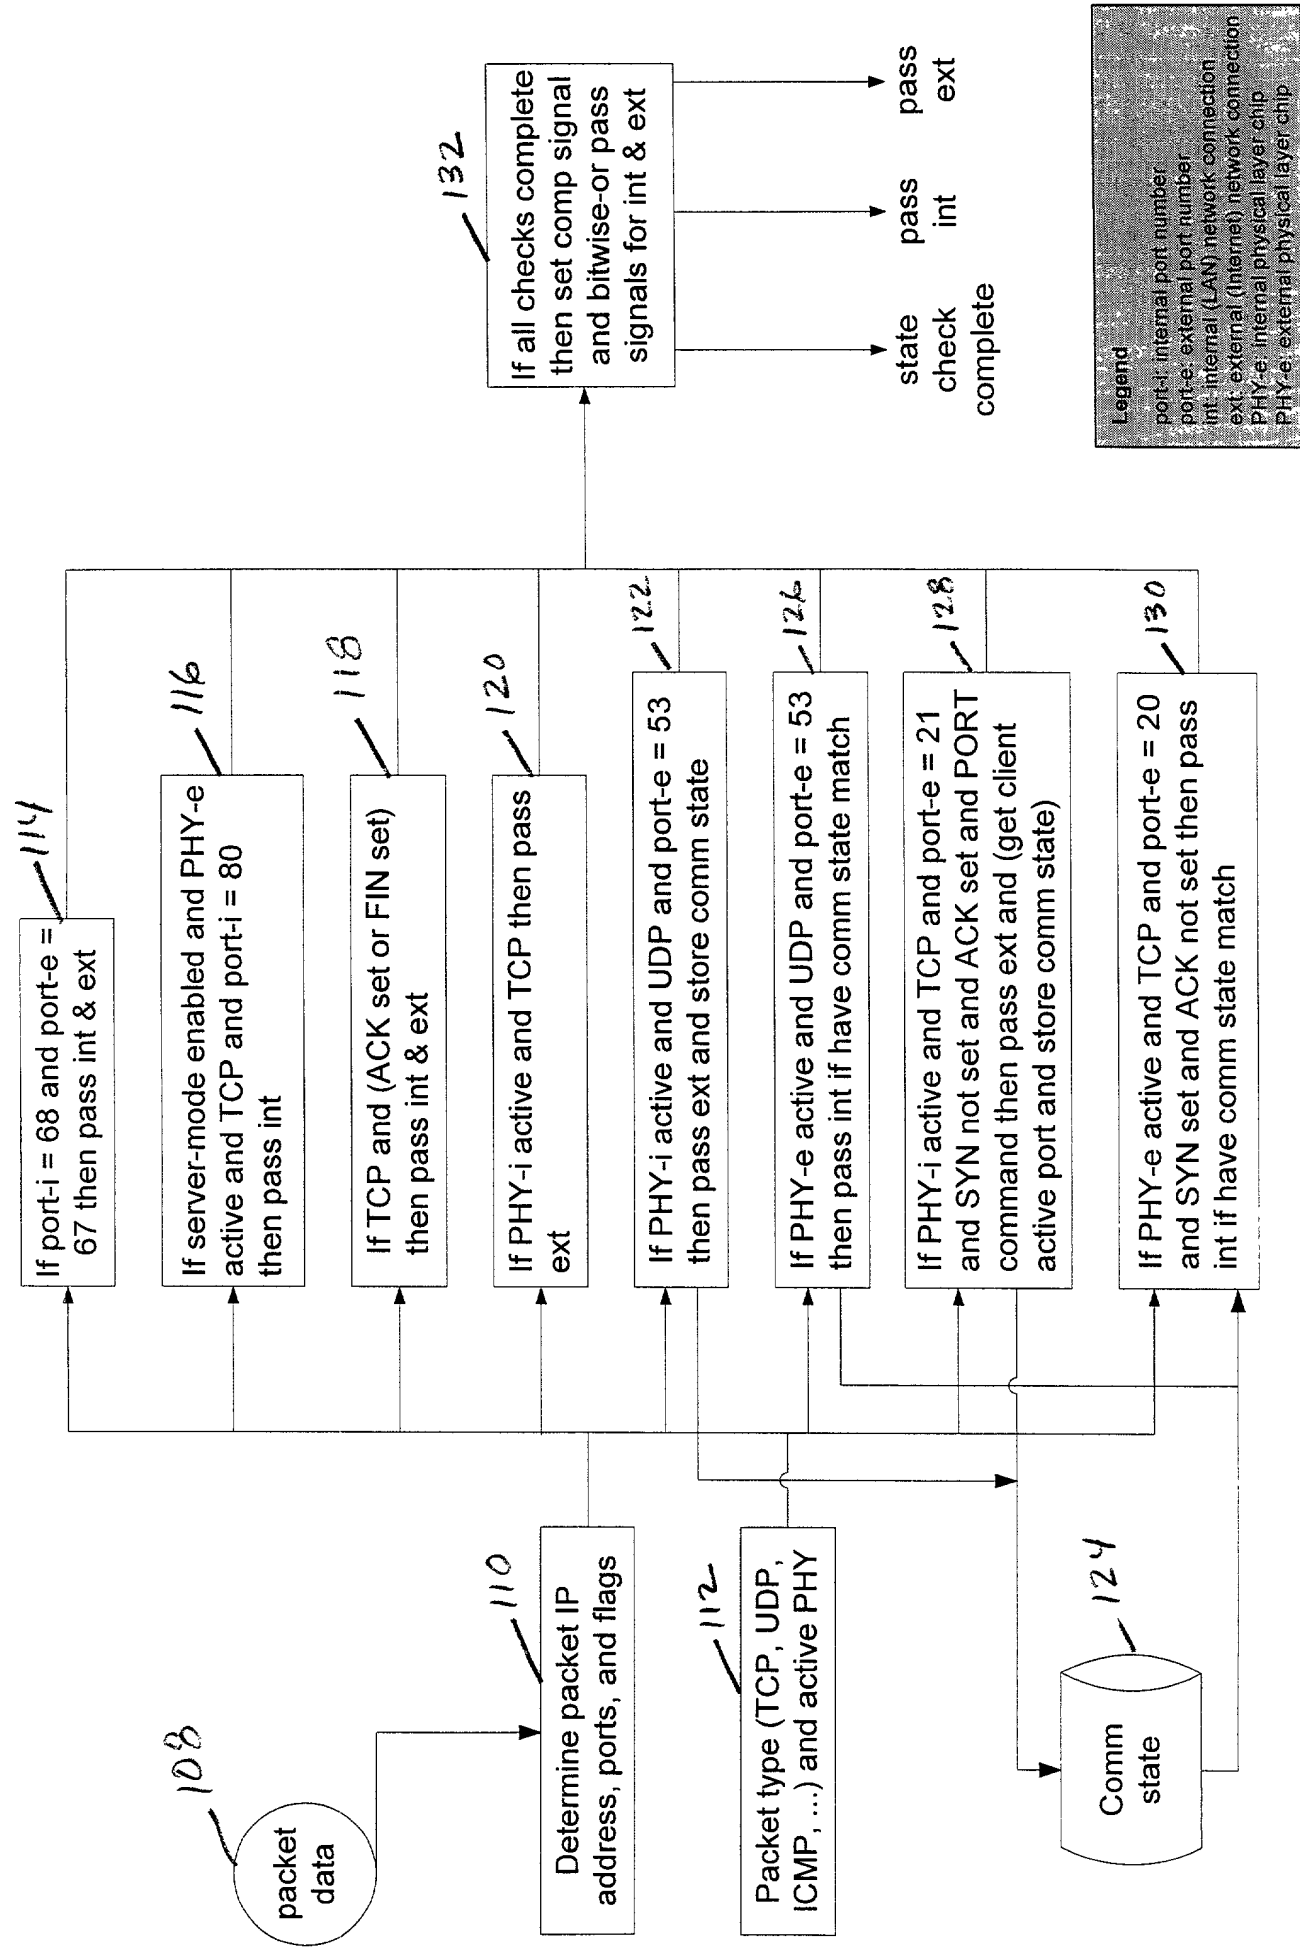 108
packet
data
110
Determine packet IP
address, ports, and flags
112
Packet type (TCP, UDP,
ICMP, ...) and active PHY
124
Comm
state
114
If port-i = 68 and port-e =
67 then pass int & ext
116
If server-mode enabled and PHY-e
active and TCP and port-i = 80
then pass int
118
If TCP and (ACK set or FIN set)
then pass int & ext
120
If PHY-i active and TCP then pass
ext
122
If PHY-i active and UDP and port-e = 53
then pass ext and store comm state
126
If PHY-e active and UDP and port-e = 53
then pass int if have comm state match
128
If PHY-i active and TCP and port-e = 21
and SYN not set and ACK set and PORT
command then pass ext and (get client
active port and store comm state)
130
If PHY-e active and TCP and port-e = 20
and SYN set and ACK not set then pass
int if have comm state match
132
If all checks complete
then set comp signal
and bitwise-or pass
signals for int & ext
state
check
complete
pass
int
pass
ext
Legend
port-i: internal port number
port-e: external port number
int: internal (LAN) network connection
ext: external (Internet) network connection
PHY-e: internal physical layer chip
PHY-e: external physical layer chip